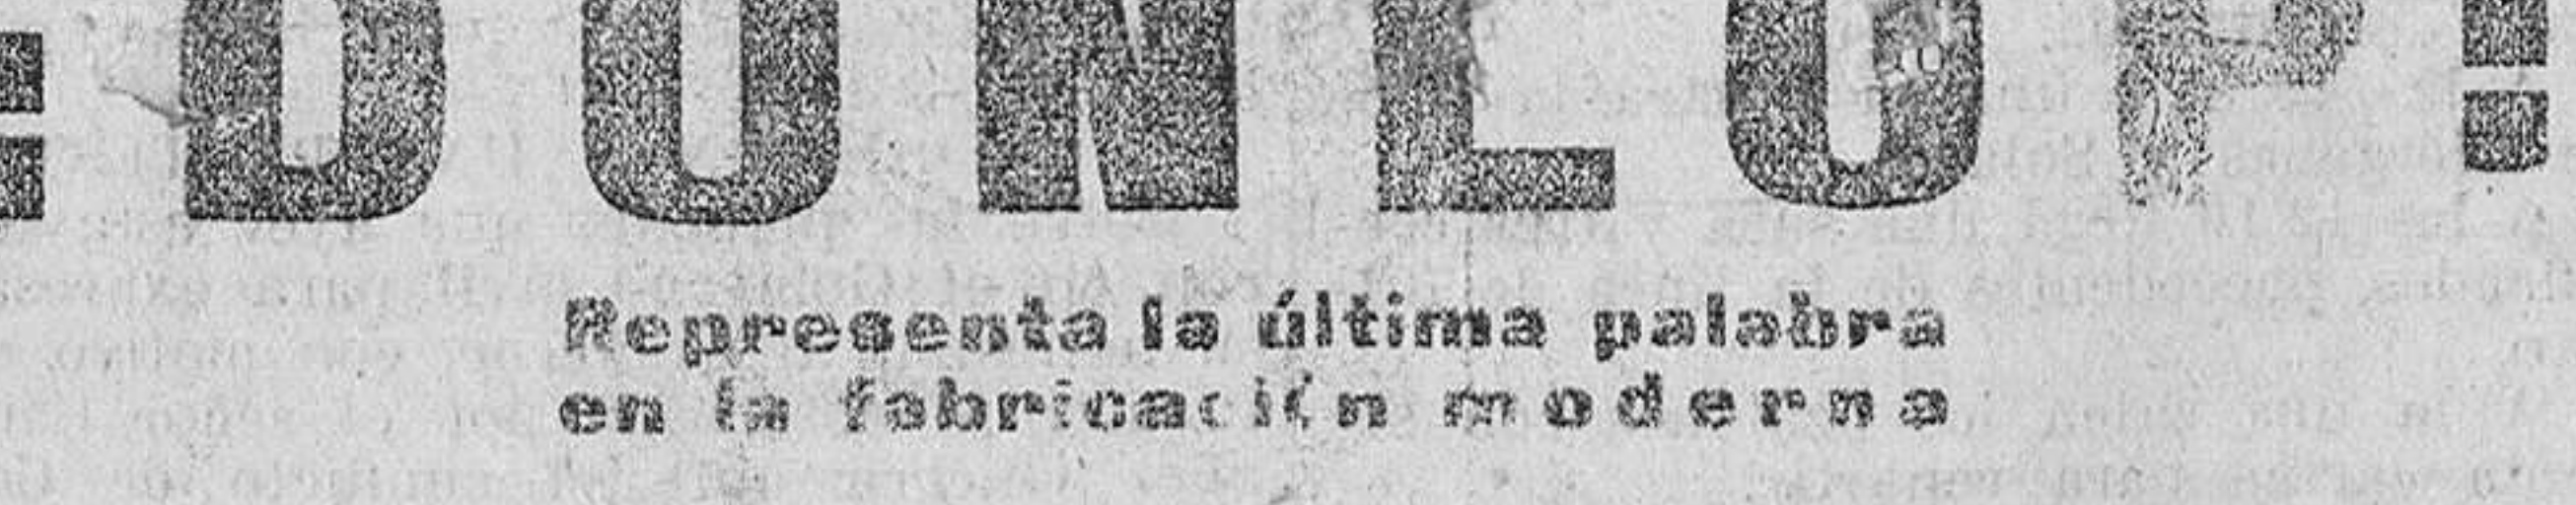 ¡DUNLOP!
Representa la última palabra
en la fabricación moderna